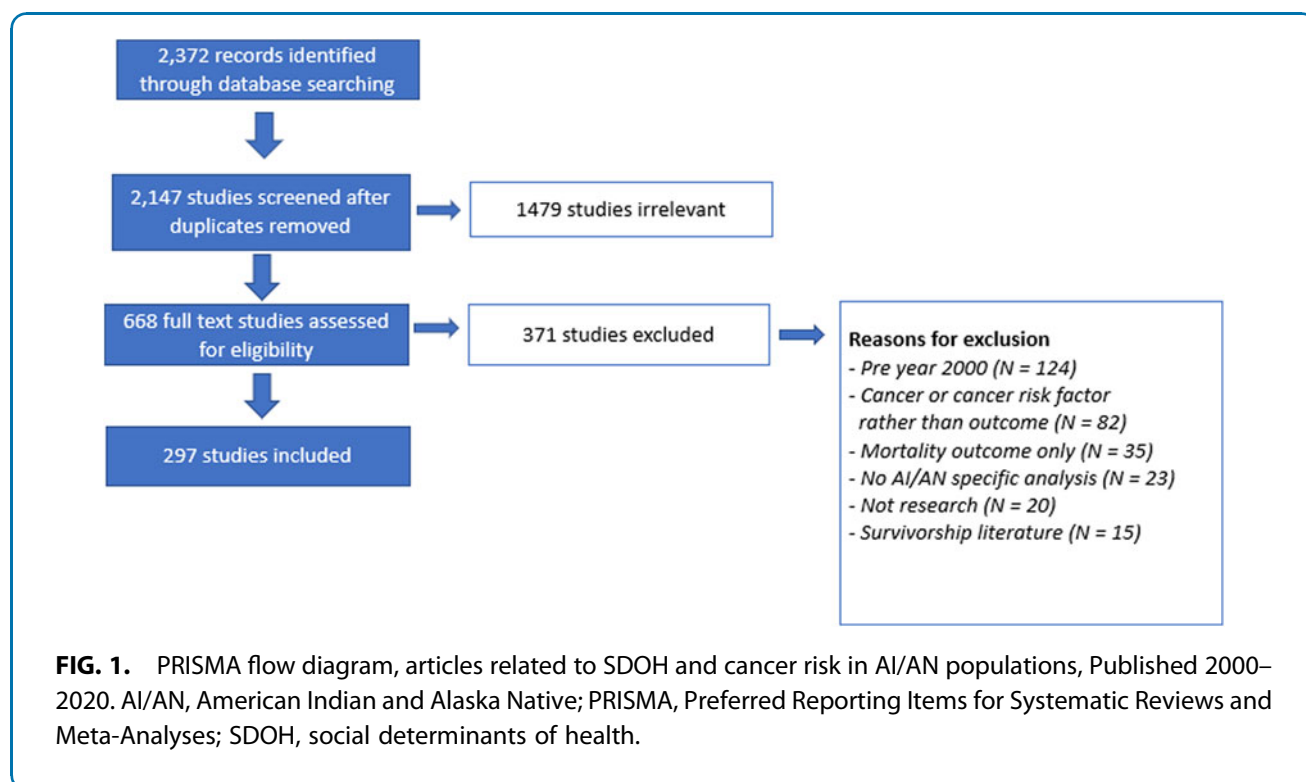 2,372 records identified
through database searching
2,147 studies screened after
duplicates removed
1479 studies irrelevant
668 full text studies assessed
for eligibility
371 studies excluded
Reasons for exclusion
- Pre year 2000 (N = 124)
- Cancer or cancer risk factor
rather than outcome (N = 82)
- Mortality outcome only (N = 35)
- No AI/AN specific analysis (N = 23)
- Not research (N = 20)
- Survivorship literature (N = 15)
297 studies included
FIG. 1. PRISMA flow diagram, articles related to SDOH and cancer risk in AI/AN populations, Published 2000–
2020. AI/AN, American Indian and Alaska Native; PRISMA, Preferred Reporting Items for Systematic Reviews and
Meta-Analyses; SDOH, social determinants of health.